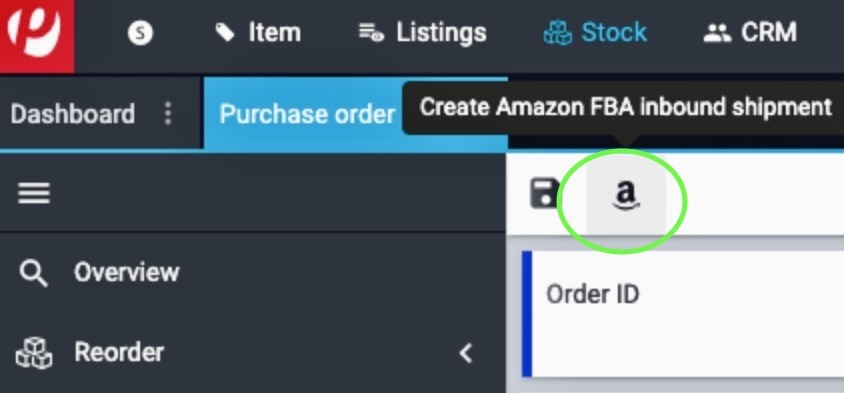 S Item Listings Stock CRM
Dashboard Purchase order Create Amazon FBA inbound shipment
a
Overview
Order ID
Reorder